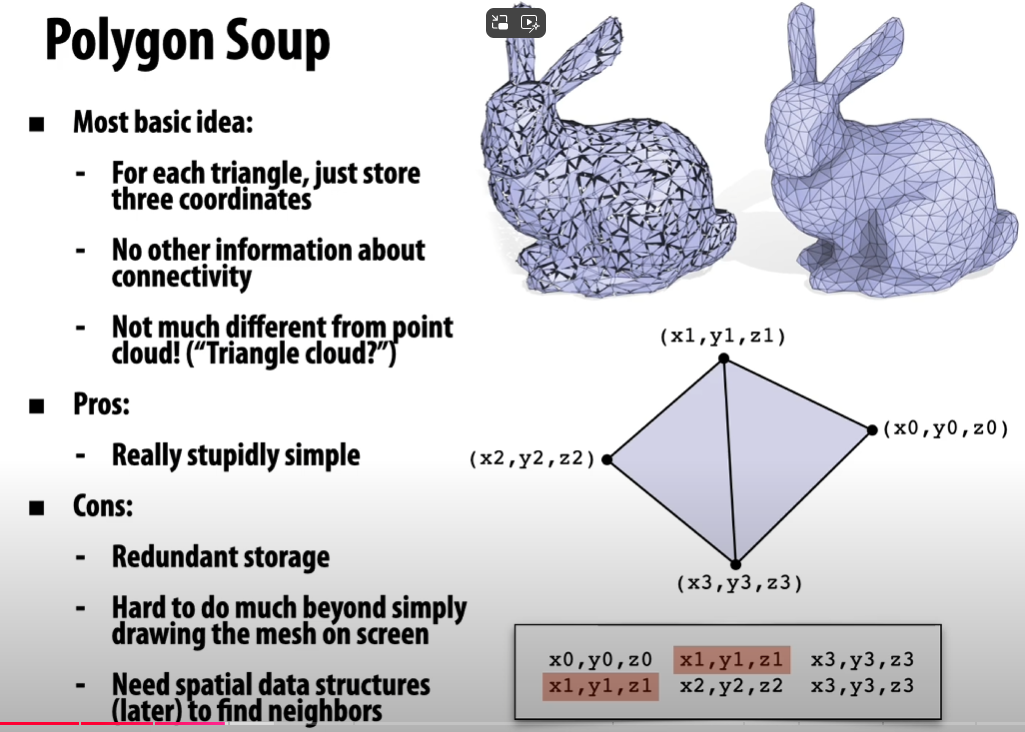 Polygon Soup
■ Most basic idea:
- For each triangle, just store
three coordinates
- No other information about
connectivity
- Not much different from point
cloud! (“Triangle cloud?”)
■ Pros:
- Really stupidly simple
■ Cons:
- Redundant storage
- Hard to do much beyond simply
drawing the mesh on screen
- Need spatial data structures
(later) to find neighbors
(x1,y1,z1)
(x0,y0,z0)
(x2,y2,z2)
(x3,y3,z3)
x0,y0,z0 x1,y1,z1 x3,y3,z3
x1,y1,z1 x2,y2,z2 x3,y3,z3